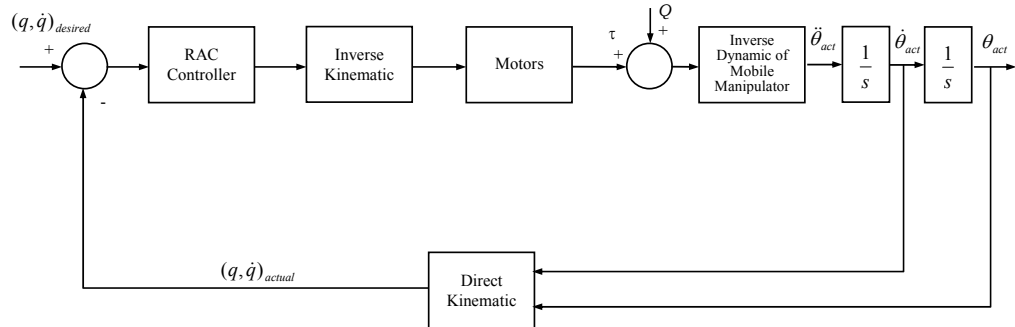 (q, q̇)desired
+
-
RAC
Controller
Inverse
Kinematic
Motors
τ
+
Q
+
Inverse
Dynamic of
Mobile
Manipulator
θ̈act
1
s
θ̇act
1
s
θact
(q, q̇)actual
Direct
Kinematic